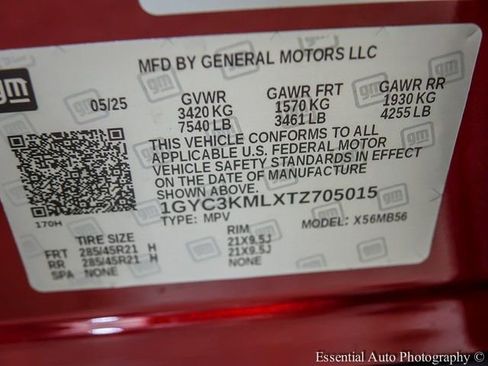 MFD BY GENERAL MOTORS LLC
gm
05/25
GVWR GAWR FRT GAWR RR
3420 KG 1570 KG 1930 KG
7540 LB 3461 LB 4255 LB
THIS VEHICLE CONFORMS TO ALL
APPLICABLE U.S. FEDERAL MOTOR
VEHICLE SAFETY STANDARDS IN EFFECT
ON THE DATE OF MANUFACTURE
SHOWN ABOVE.
1GYC3KMLXTZ705015
170H
TYPE: MPV MODEL: X56MB56
TIRE SIZE RIM
FRT 285/45R21 H 21X9.5J
RR 285/45R21 H 21X9.5J
SPA NONE NONE
Essential Auto Photography ©